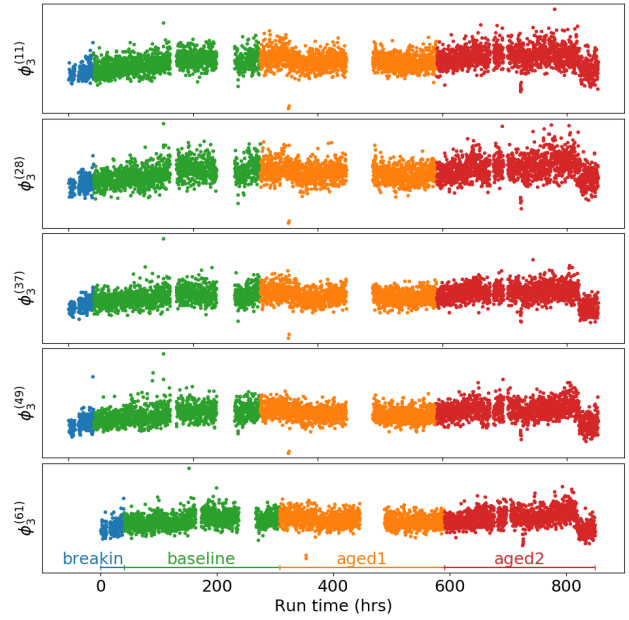 ϕ₃⁽¹¹⁾
ϕ₃⁽²⁸⁾
ϕ₃⁽³⁷⁾
ϕ₃⁽⁴⁹⁾
ϕ₃⁽⁶¹⁾
breakin baseline aged1 aged2
0 200 400 600 800
Run time (hrs)